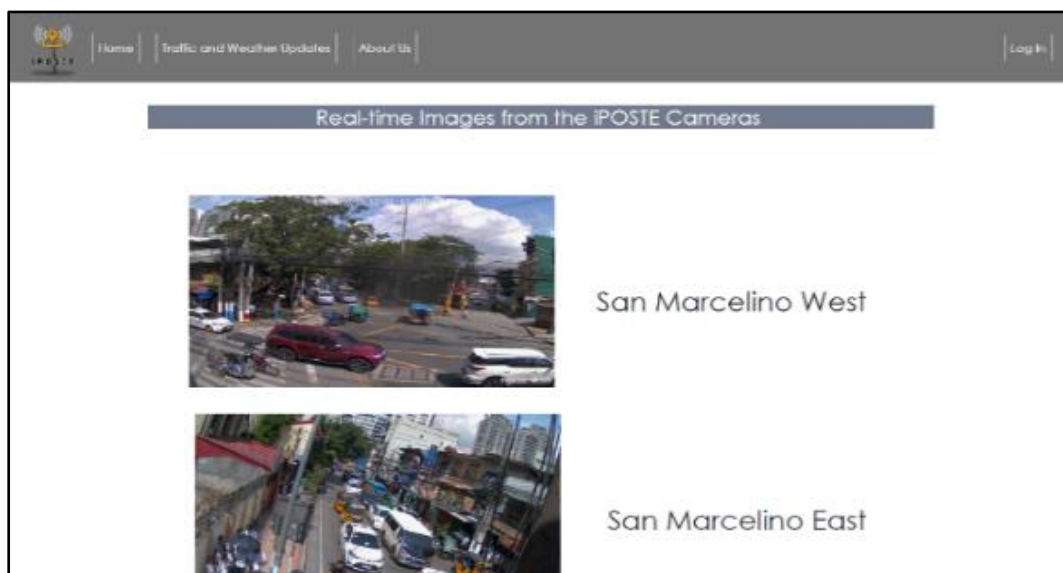 Home
Traffic and Weather Updates
About Us
Log In
iPOSTE
Real-time Images from the iPOSTE Cameras
San Marcelino West
San Marcelino East